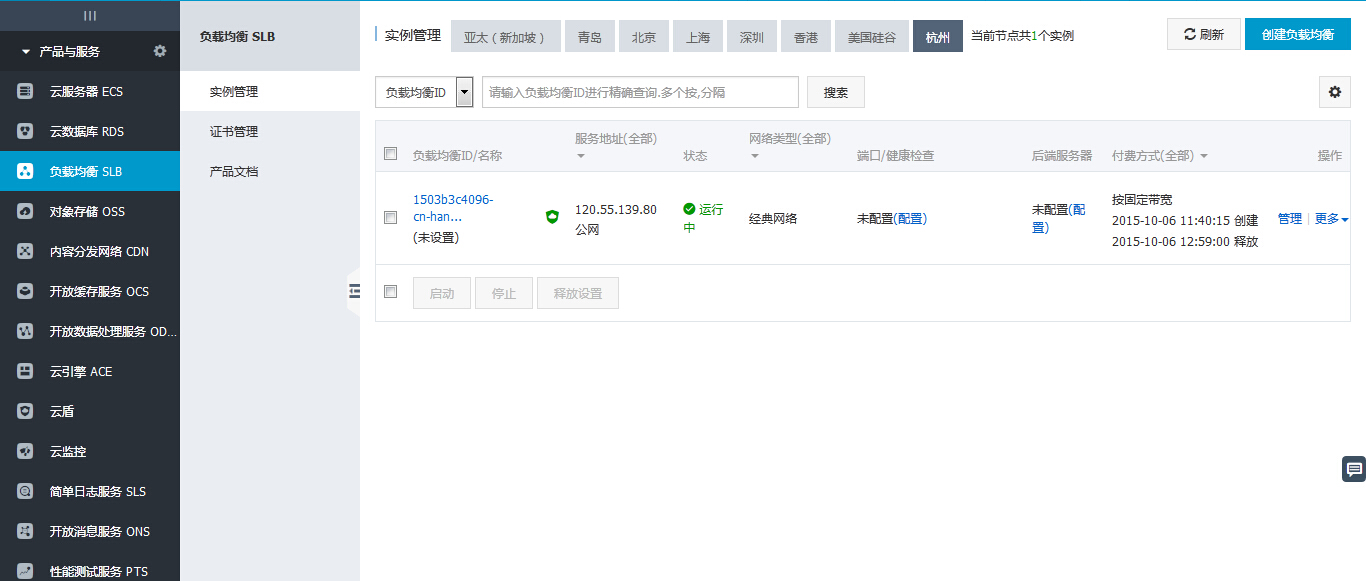 产品与服务
云服务器 ECS
云数据库 RDS
负载均衡 SLB
对象存储 OSS
内容分发网络 CDN
开放缓存服务 OCS
开放数据处理服务 OD...
云引擎 ACE
云盾
云监控
简单日志服务 SLS
开放消息服务 ONS
性能测试服务 PTS
负载均衡 SLB
实例管理
证书管理
产品文档
实例管理 亚太（新加坡） 青岛 北京 上海 深圳 香港 美国硅谷 杭州 当前节点共1个实例 刷新 创建负载均衡
负载均衡ID 请输入负载均衡ID进行精确查询.多个按,分隔 搜索
负载均衡ID/名称 服务地址(全部) 状态 网络类型(全部) 端口/健康检查 后端服务器 付费方式(全部) 操作
1503b3c4096-
cn-han...
(未设置)
120.55.139.80
公网
运行
中
经典网络
未配置(配置)
未配置(配
置)
按固定带宽
2015-10-06 11:40:15 创建
2015-10-06 12:59:00 释放
管理 更多
启动 停止 释放设置